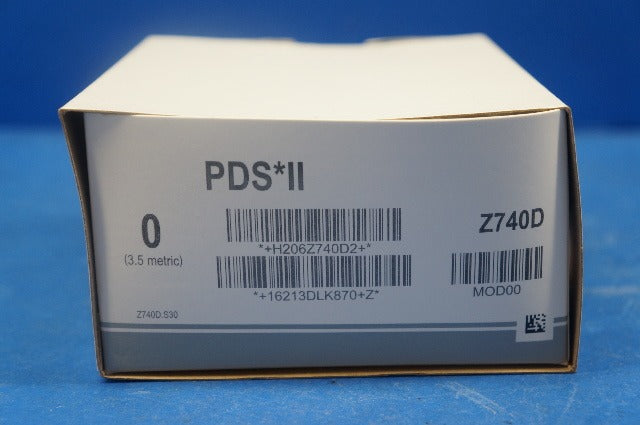 PDS*II
0
(3.5 metric)
*+H206Z740D2+*
*+16213DLK870+Z*
Z740D
MOD00
Z740D.S30